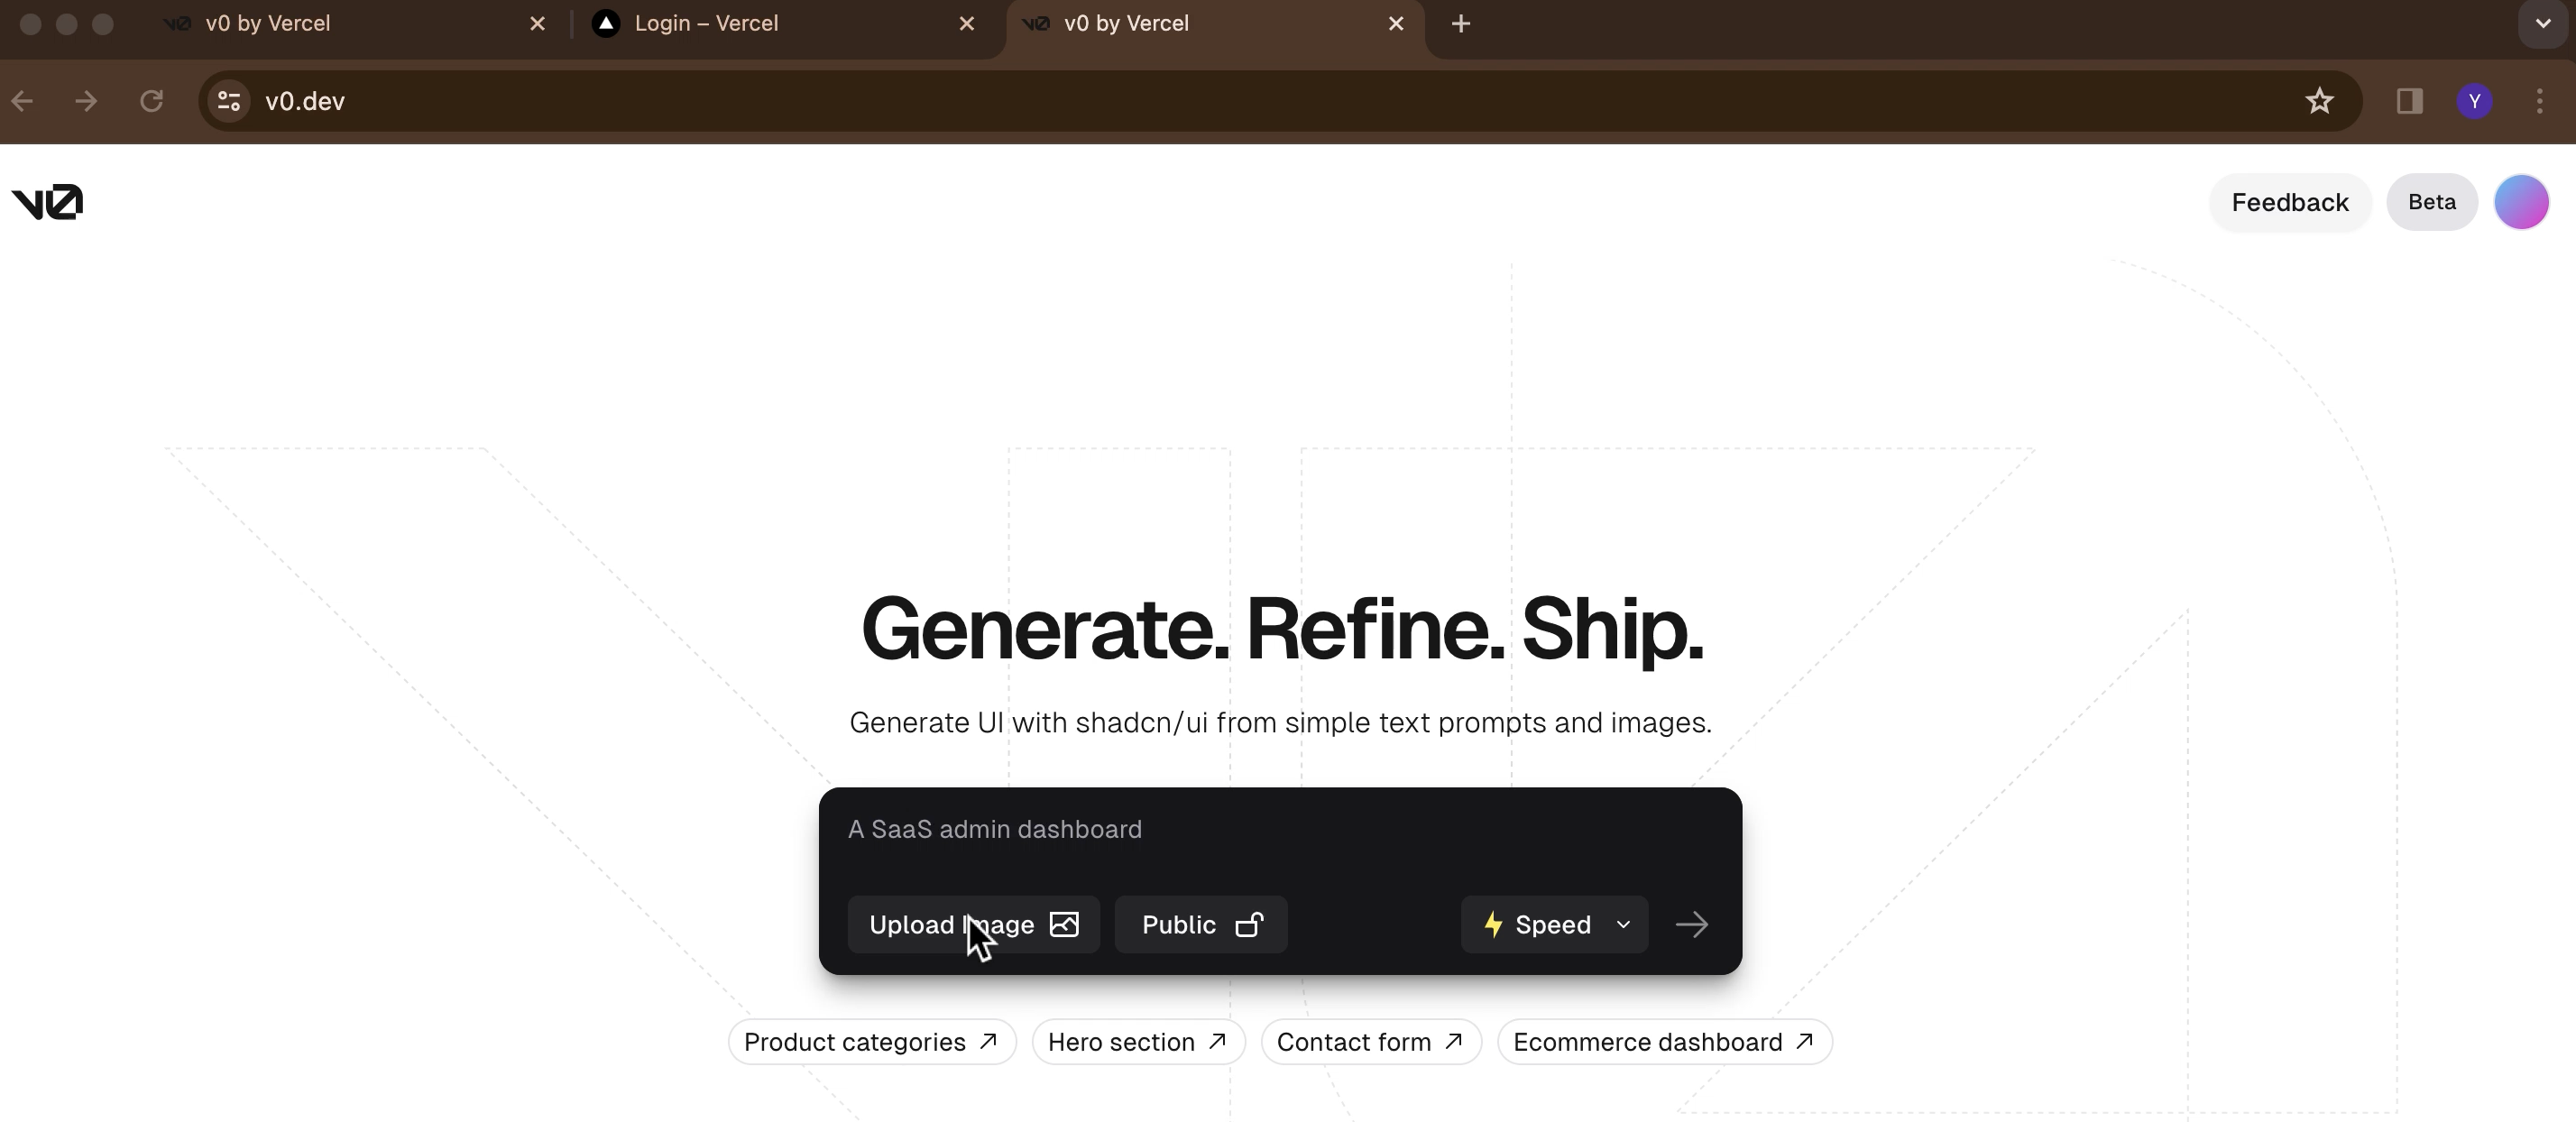 v0 by Vercel
Login – Vercel
v0 by Vercel
v0.dev
Y
v0
Feedback
Beta
Generate. Refine. Ship.
Generate UI with shadcn/ui from simple text prompts and images.
A SaaS admin dashboard
Upload Image
Public
Speed
Product categories
Hero section
Contact form
Ecommerce dashboard